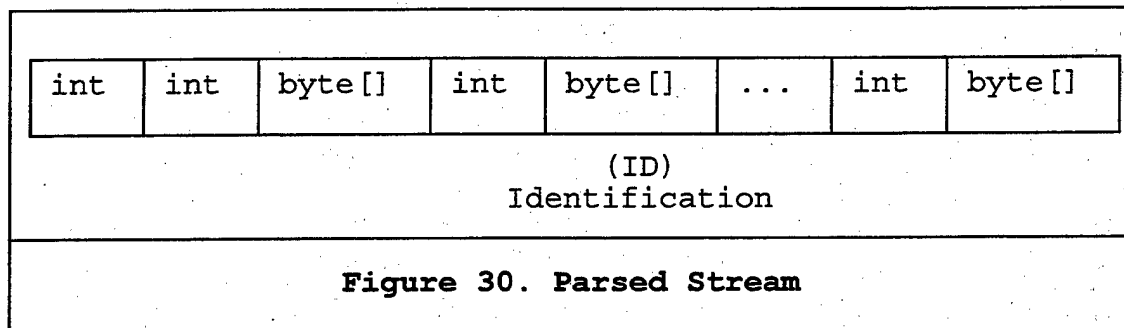 int int byte[] int byte[] ... int byte[]
(ID)
Identification
Figure 30. Parsed Stream